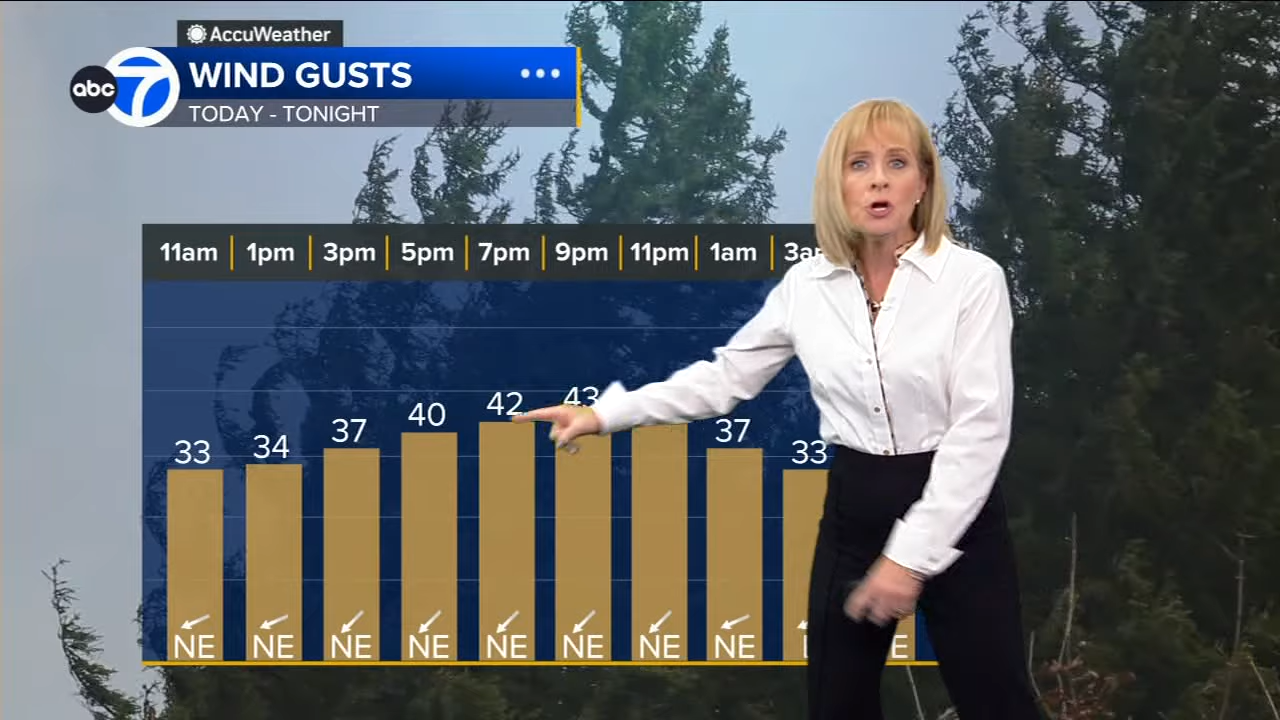 AccuWeather
abc 7
WIND GUSTS
TODAY - TONIGHT
11am 1pm 3pm 5pm 7pm 9pm 11pm 1am
33 34 37 40 42 43 37 33
NE NE NE NE NE NE NE NE